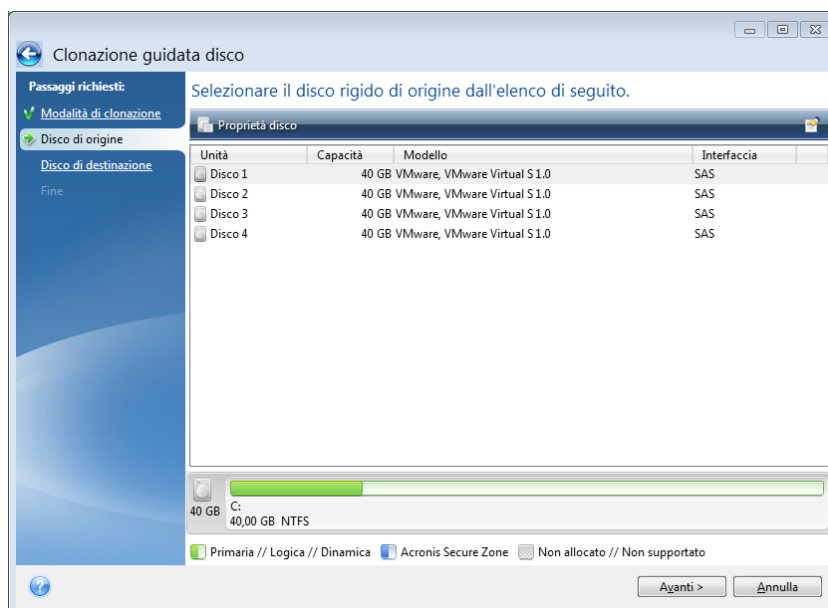 Clonazione guidata disco
Passaggi richiesti:
Modalità di clonazione
Disco di origine
Disco di destinazione
Fine
Selezionare il disco rigido di origine dall'elenco di seguito.
Proprietà disco
Unità Capacità Modello Interfaccia
Disco 1 40 GB VMware, VMware Virtual S 1.0 SAS
Disco 2 40 GB VMware, VMware Virtual S 1.0 SAS
Disco 3 40 GB VMware, VMware Virtual S 1.0 SAS
Disco 4 40 GB VMware, VMware Virtual S 1.0 SAS
40 GB
C:
40,00 GB NTFS
Primaria // Logica // Dinamica Acronis Secure Zone Non allocato // Non supportato
?
Avanti > Annulla